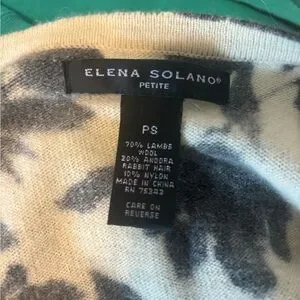 ELENA SOLANO®
PETITE
PS
70% LAMBS
WOOL
20% ANGORA
RABBIT HAIR
10% NYLON
MADE IN CHINA
RN 75343
CARE ON
REVERSE